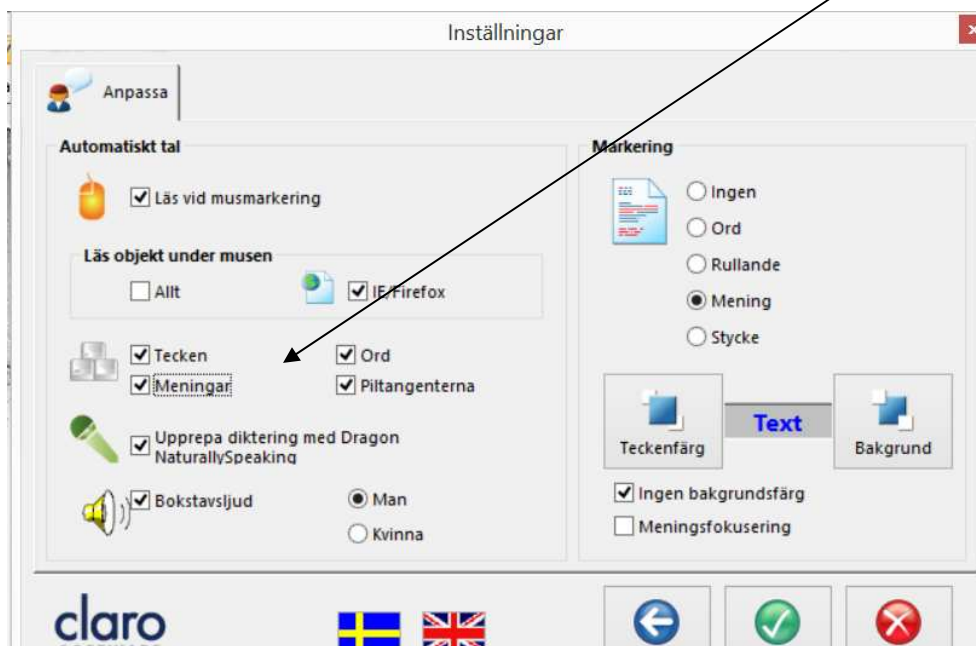 Inställningar
Anpassa
Automatiskt tal
Läs vid musmarkering
Läs objekt under musen
Allt
IE/Firefox
Tecken
Ord
Meningar
Piltangenterna
Upprepa diktering med Dragon
NaturallySpeaking
Bokstavsljud
Man
Kvinna
Markering
Ingen
Ord
Rullande
Mening
Stycke
Teckenfärg
Text
Bakgrund
Ingen bakgrundsfärg
Meningsfokusering
claro